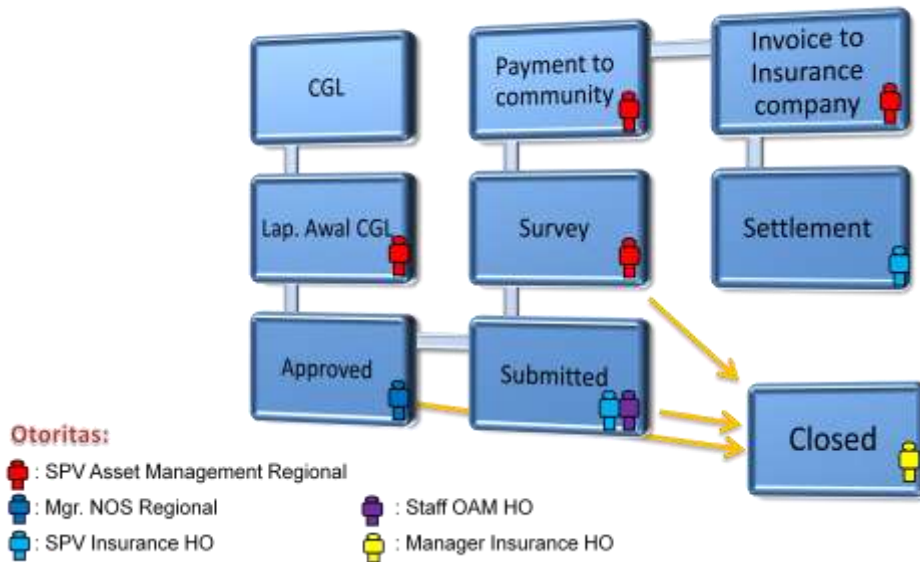 CGL
Lap. Awal CGL
Approved
Payment to
community
Survey
Submitted
Invoice to
Insurance
company
Settlement
Closed
Otoritas:
: SPV Asset Management Regional
: Mgr. NOS Regional
: SPV Insurance HO
: Staff OAM HO
: Manager Insurance HO